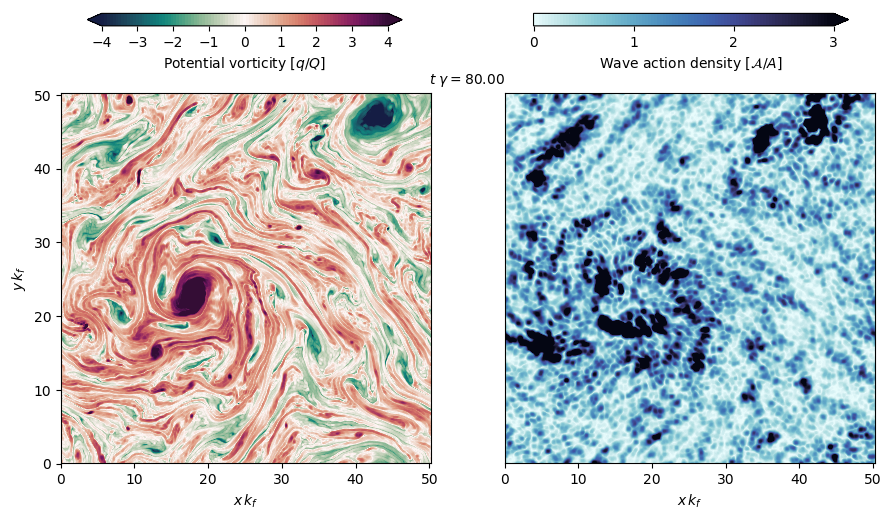 −4 −3 −2 −1 0 1 2 3 4
Potential vorticity [q/Q]
0 1 2 3
Wave action density [𝒜/A]
t γ = 80.00
50
40
30
20
10
0
y k_f
0 10 20 30 40 50
x k_f
0 10 20 30 40 50
x k_f